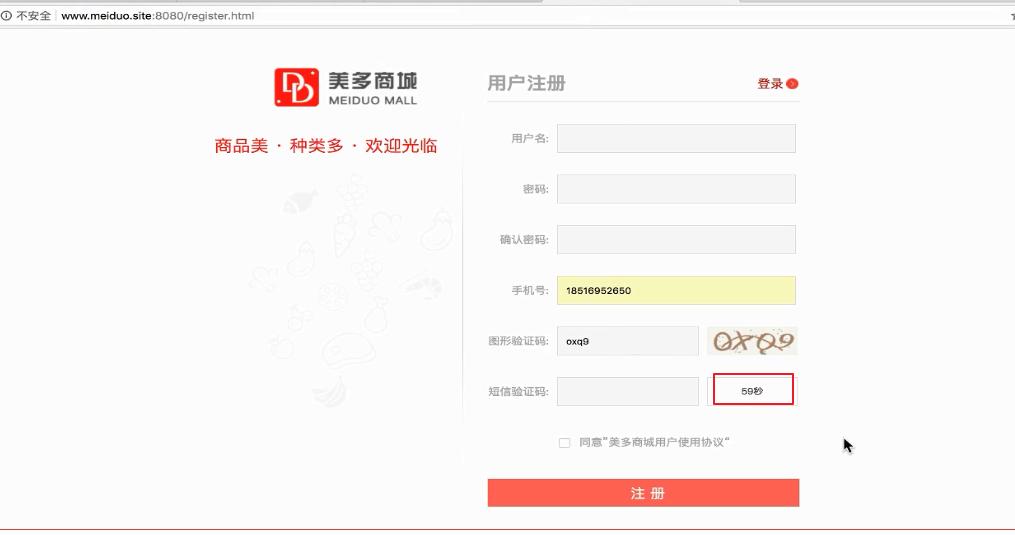 不安全 www.meiduo.site:8080/register.html
美多商城
MEIDUO MALL
商品美 · 种类多 · 欢迎光临
用户注册 登录
用户名:
密码:
确认密码:
手机号: 18516952650
图形验证码: oxq9 OXQ9
短信验证码: 59秒
同意”美多商城用户使用协议“
注 册